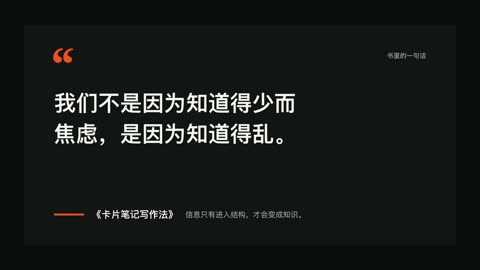 书里的一句话
“
我们不是因为知道得少而
焦虑，是因为知道得乱。
《卡片笔记写作法》 信息只有进入结构，才会变成知识。